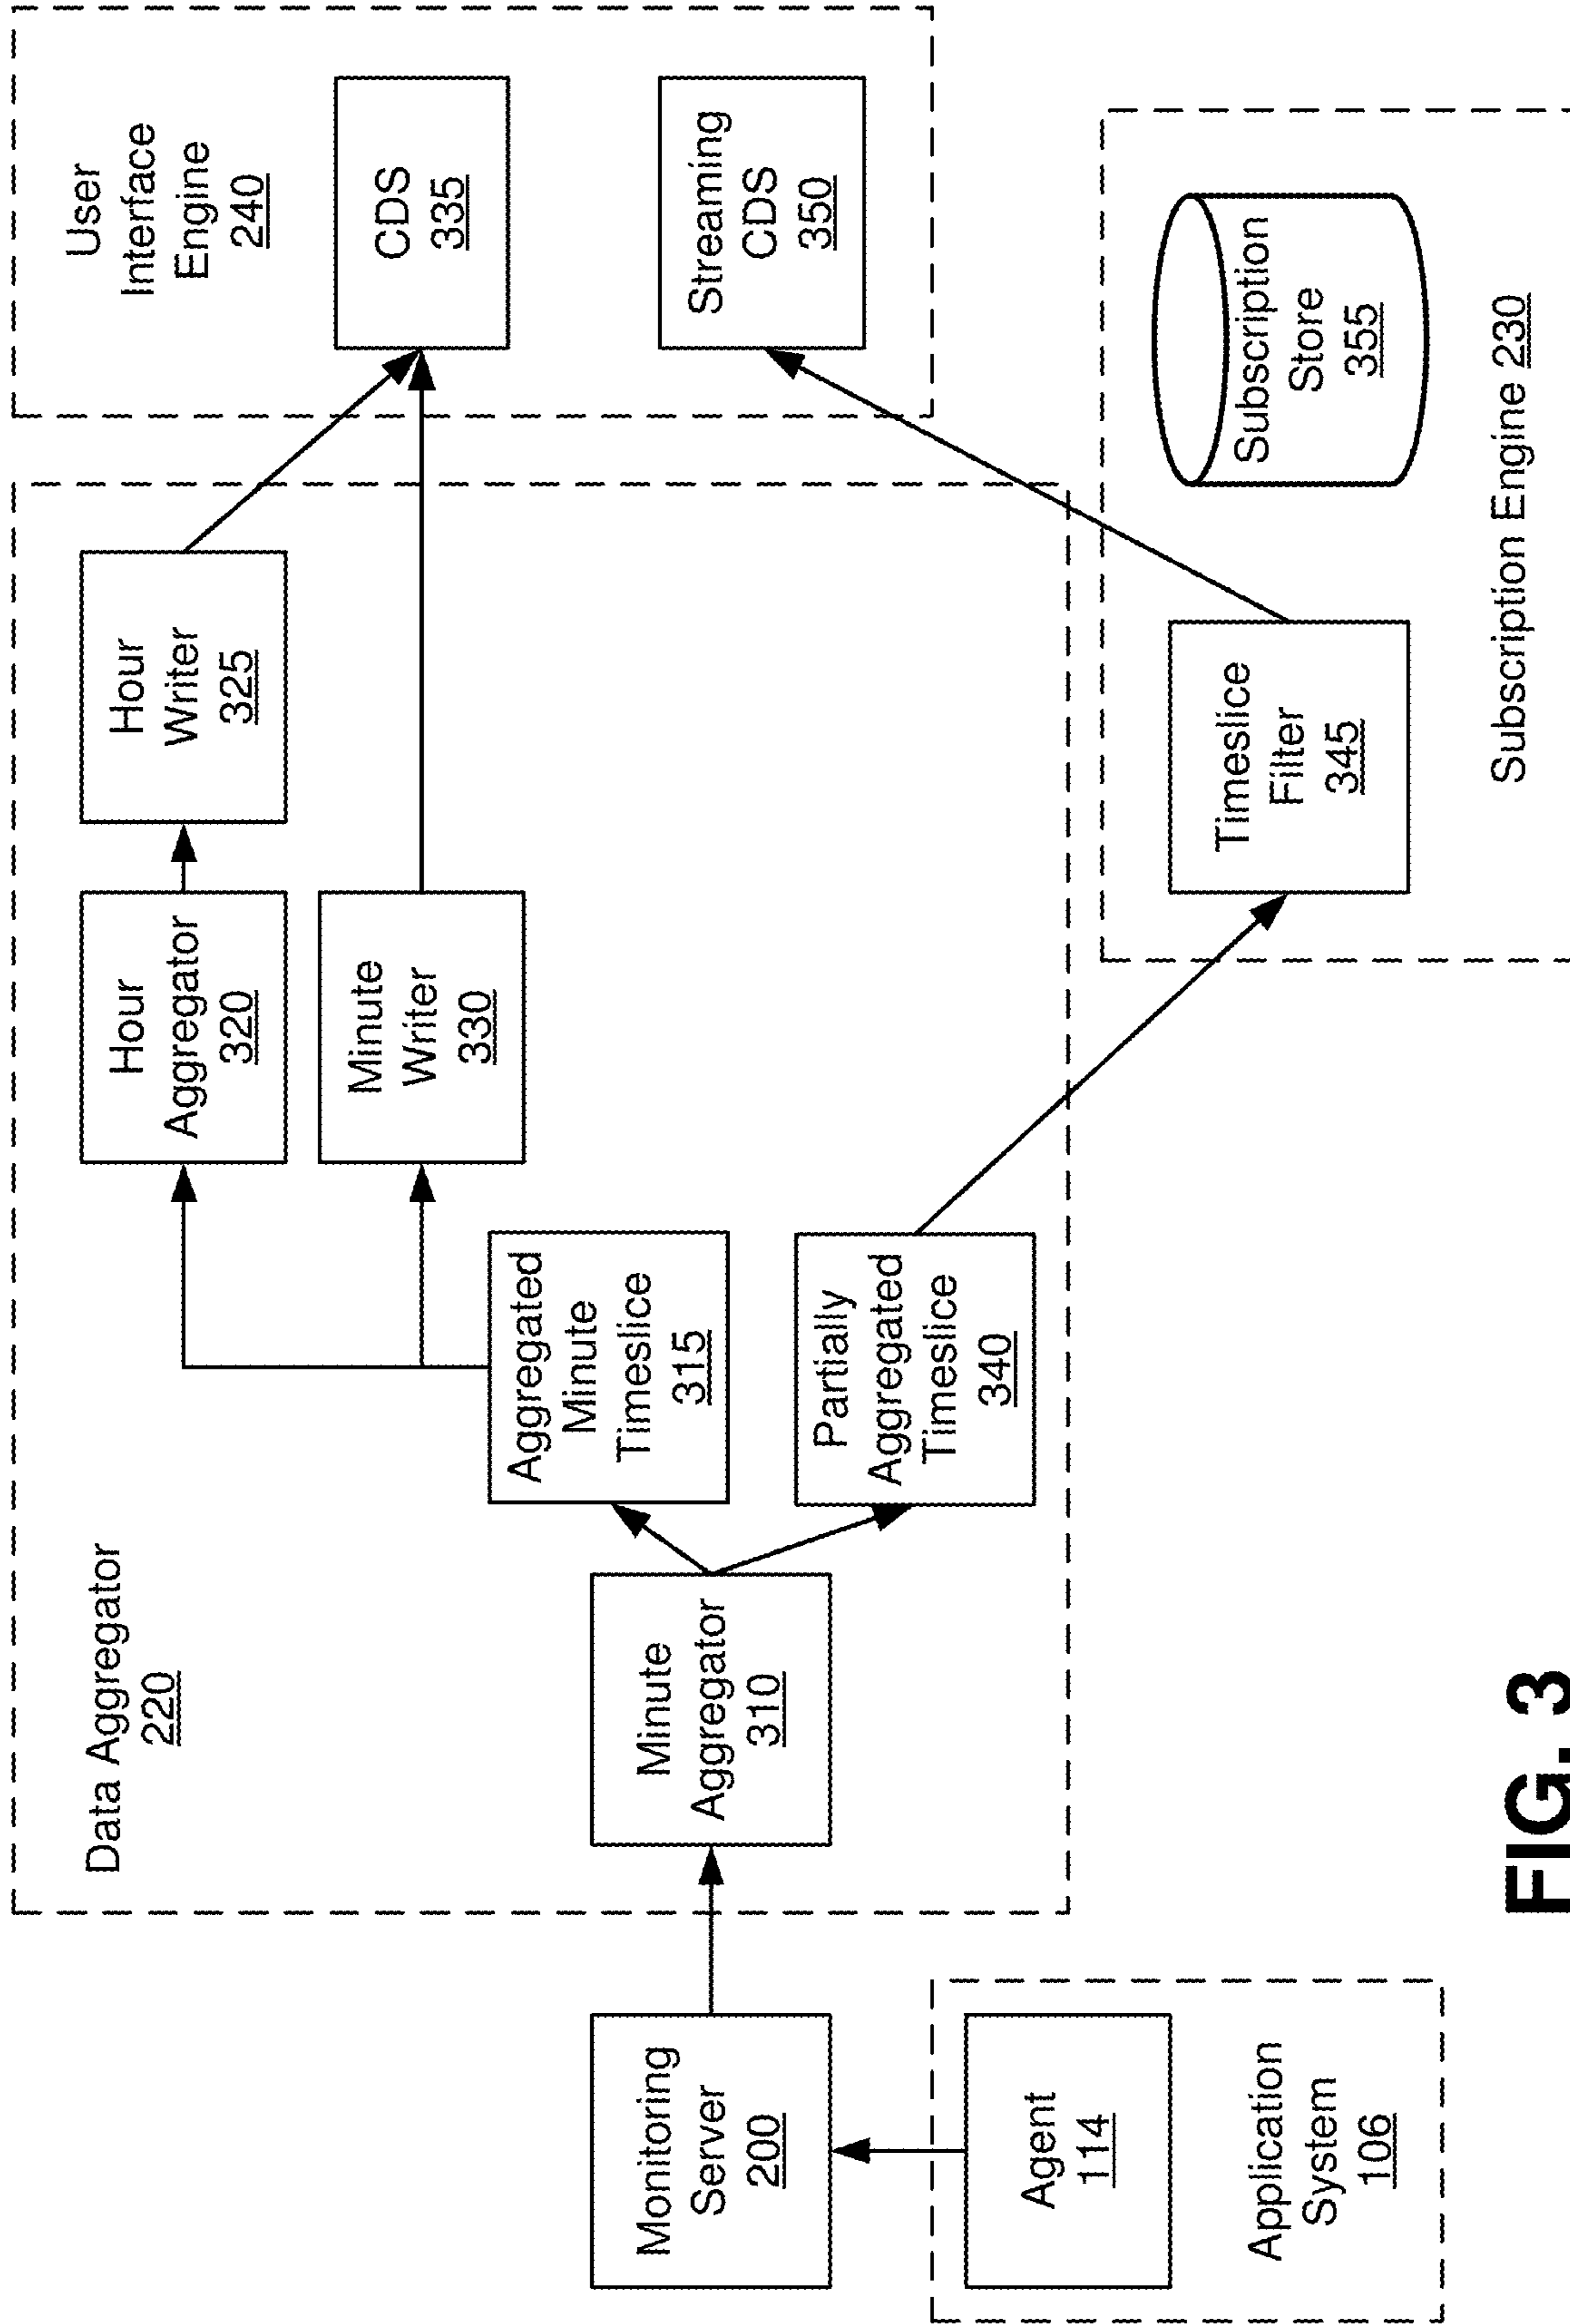 Data Aggregator
220
Hour
Aggregator
320
Hour
Writer
325
User
Interface
Engine
240
Minute
Writer
330
CDS
335
Aggregated
Minute
Timeslice
315
Minute
Aggregator
310
Monitoring
Server
200
Partially
Aggregated
Timeslice
340
Streaming
CDS
350
Agent
114
Application
System
106
Timeslice
Filter
345
Subscription
Store
355
Subscription Engine 230
FIG. 3